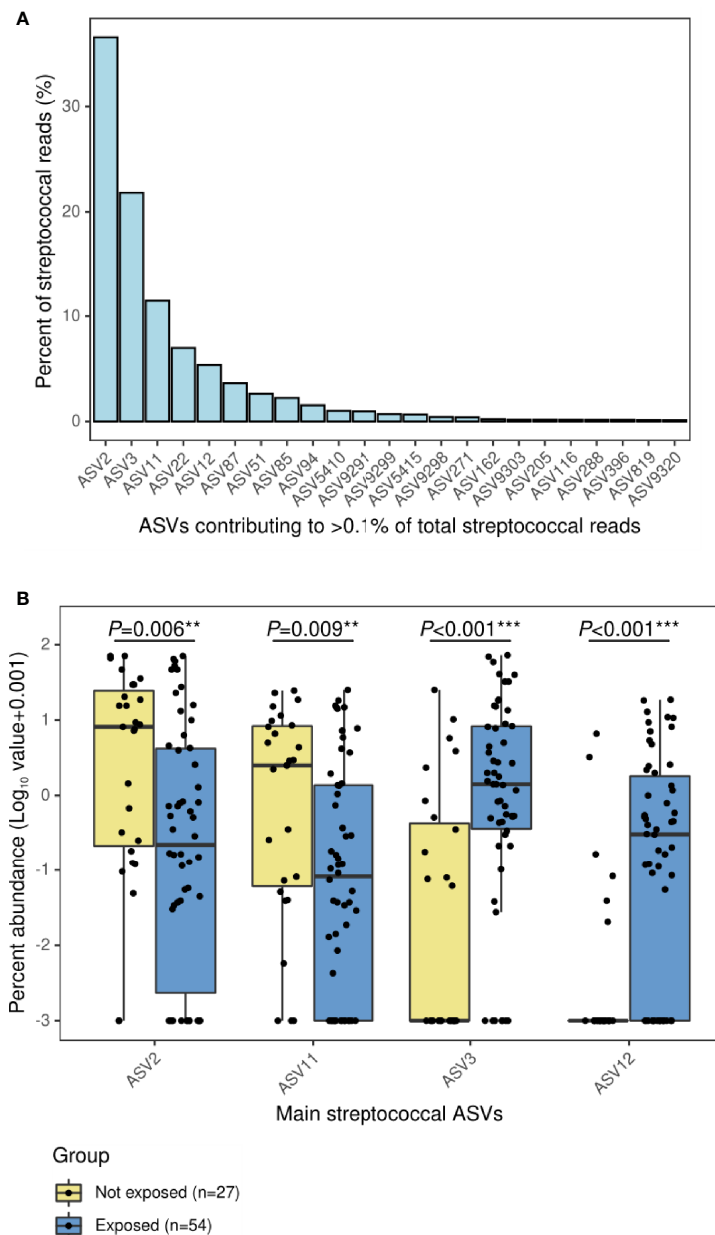 A
Percent of streptococcal reads (%)
30
20
10
0
ASV2
ASV3
ASV11
ASV22
ASV12
ASV87
ASV51
ASV85
ASV94
ASV5410
ASV9291
ASV9299
ASV5415
ASV9298
ASV271
ASV162
ASV9303
ASV205
ASV116
ASV288
ASV396
ASV819
ASV9320
ASVs contributing to >0.1% of total streptococcal reads
B
P=0.006** P=0.009** P<0.001*** P<0.001***
Percent abundance (Log10 value+0.001)
2
1
0
-1
-2
-3
ASV2
ASV11
ASV3
ASV12
Main streptococcal ASVs
Group
Not exposed (n=27)
Exposed (n=54)